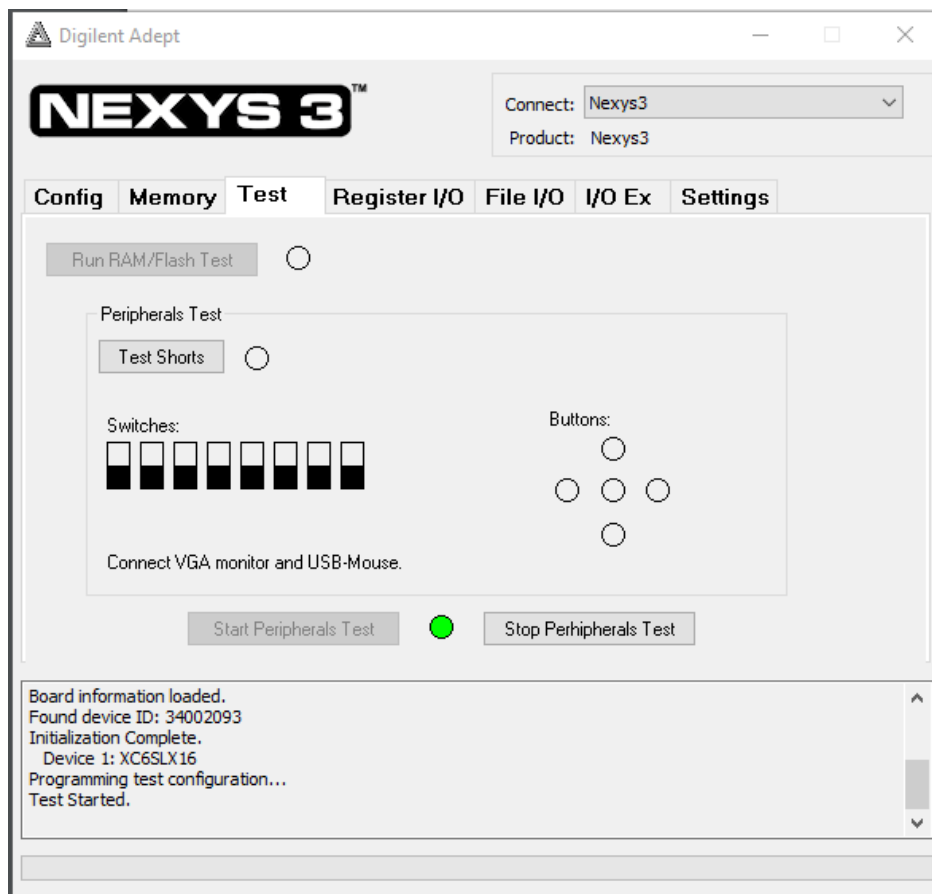 Digilent Adept
NEXYS 3™
Connect: Nexys3
Product: Nexys3
Config Memory Test Register I/O File I/O I/O Ex Settings
Run RAM/Flash Test
Peripherals Test
Test Shorts
Switches:
Buttons:
Connect VGA monitor and USB-Mouse.
Start Peripherals Test
Stop Perhipherals Test
Board information loaded.
Found device ID: 34002093
Initialization Complete.
Device 1: XC6SLX16
Programming test configuration...
Test Started.